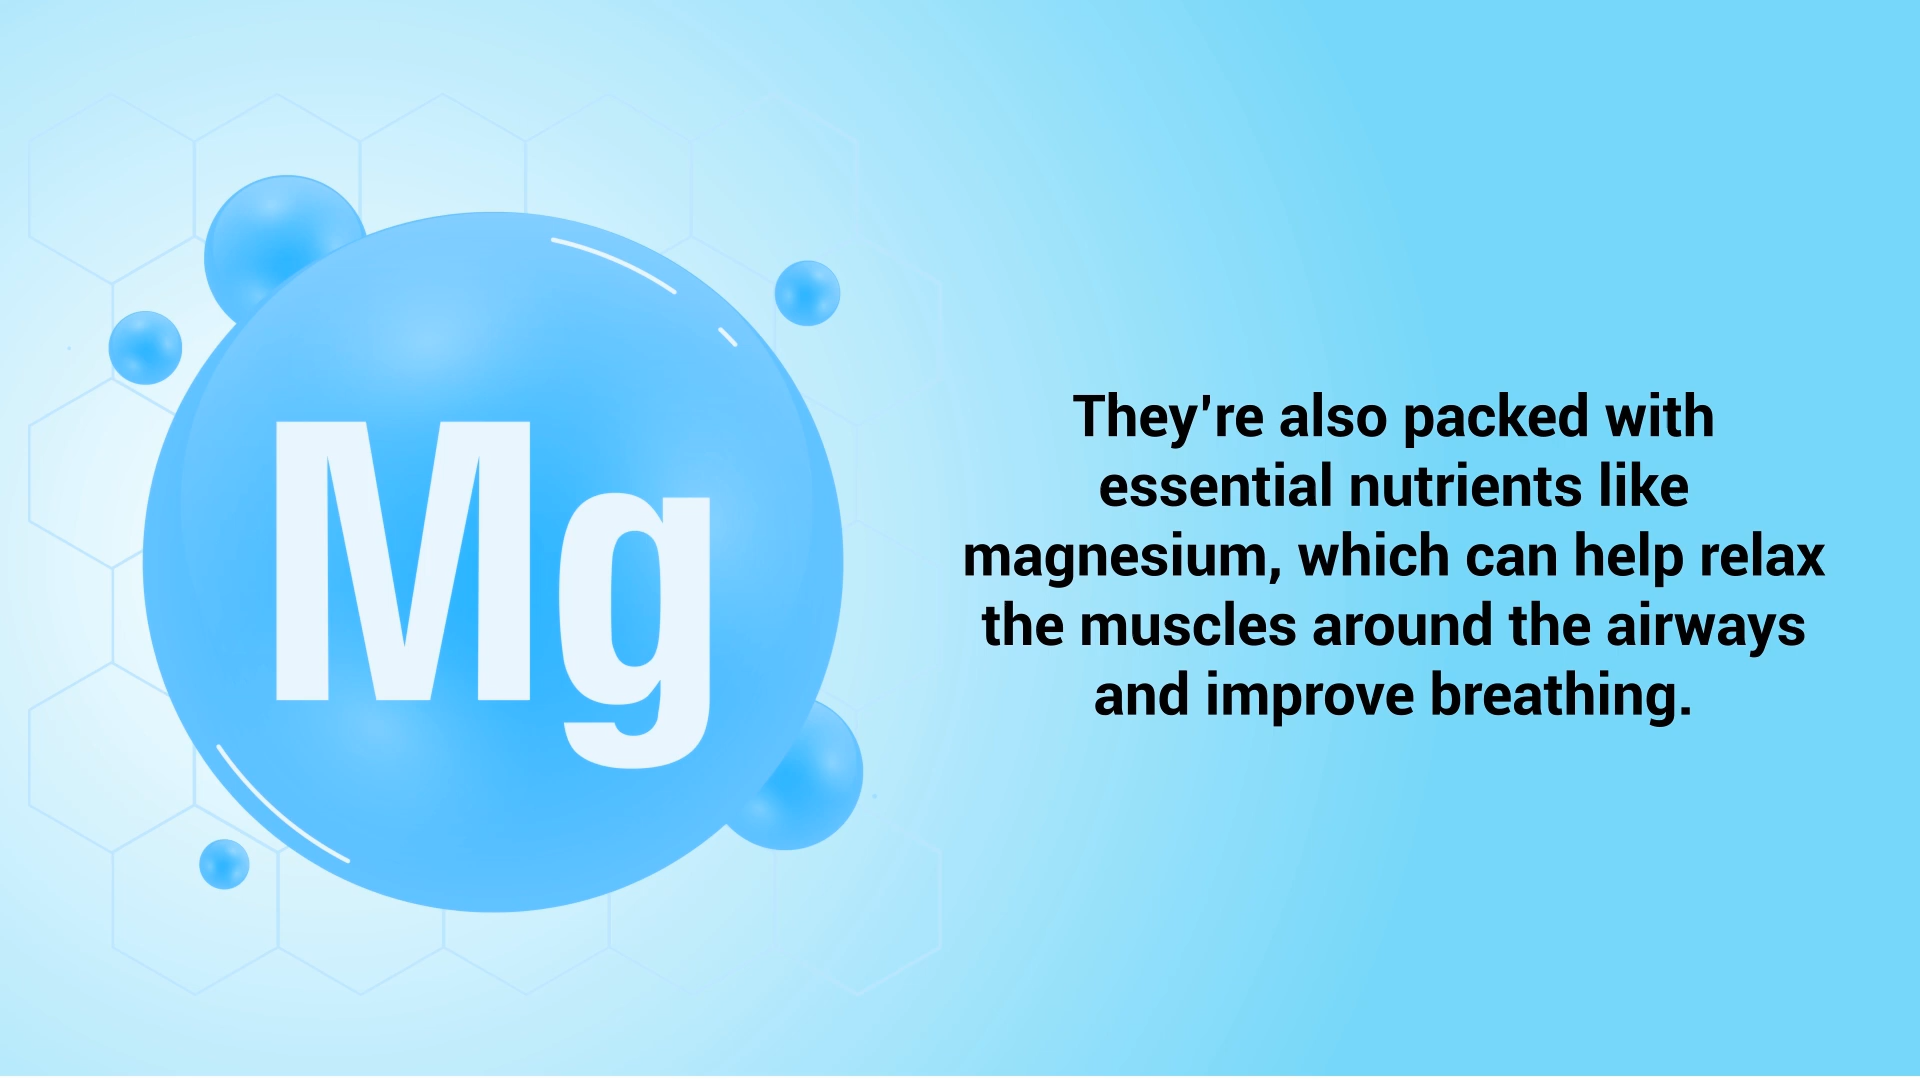 Mg
They're also packed with
essential nutrients like
magnesium, which can help relax
the muscles around the airways
and improve breathing.